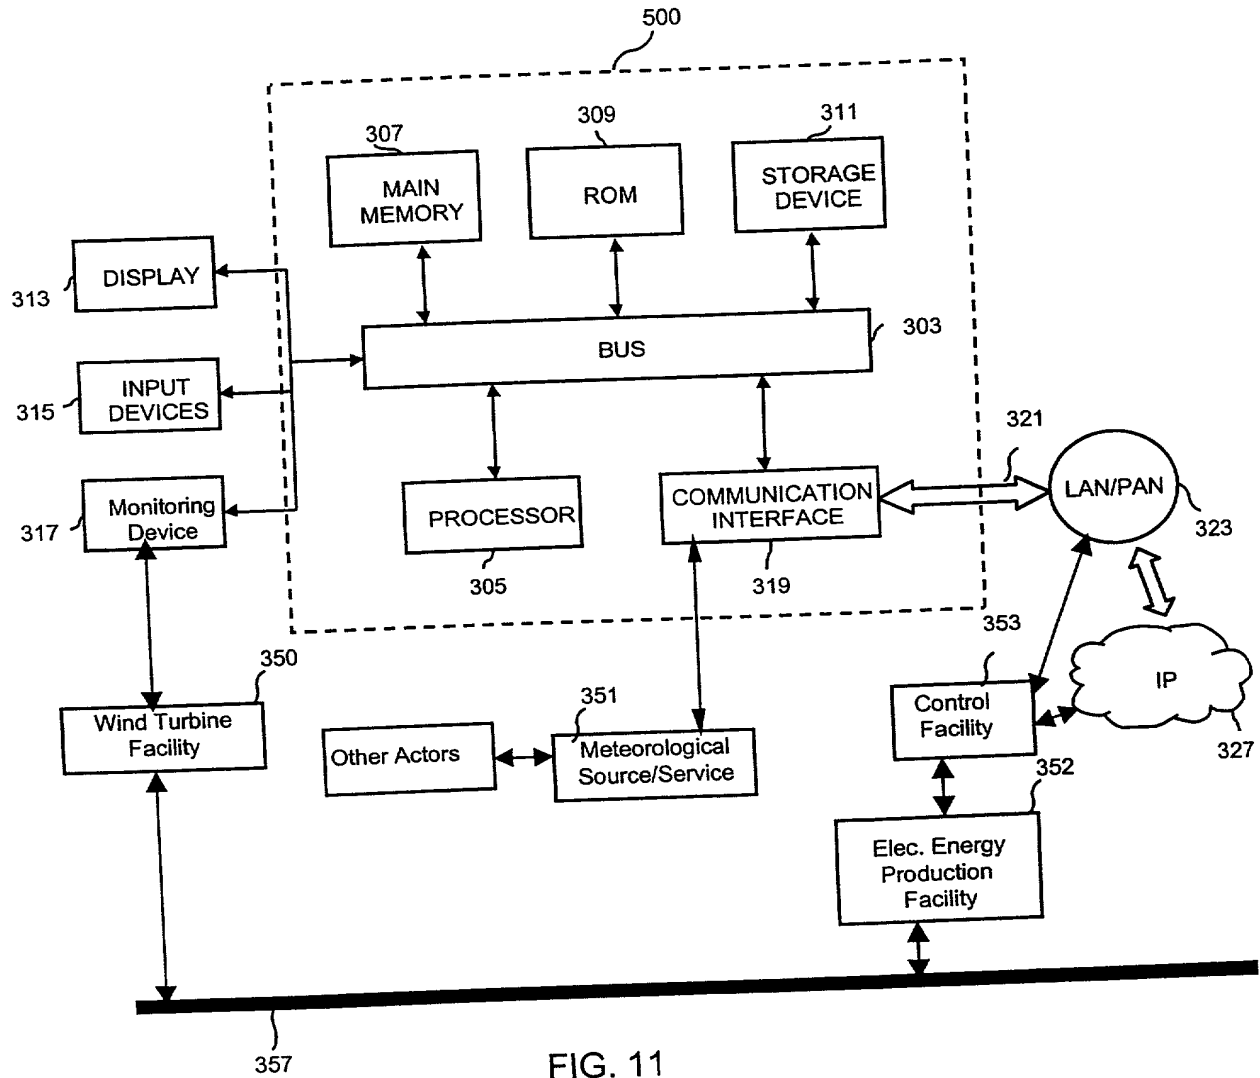 500
307
309
311
MAIN
MEMORY
ROM
STORAGE
DEVICE
DISPLAY
313
BUS
303
INPUT
DEVICES
315
321
LAN/PAN
323
Monitoring
Device
317
PROCESSOR
305
COMMUNICATION
INTERFACE
319
353
IP
327
350
Wind Turbine
Facility
351
Other Actors
Meteorological
Source/Service
Control
Facility
352
Elec. Energy
Production
Facility
357
FIG. 11